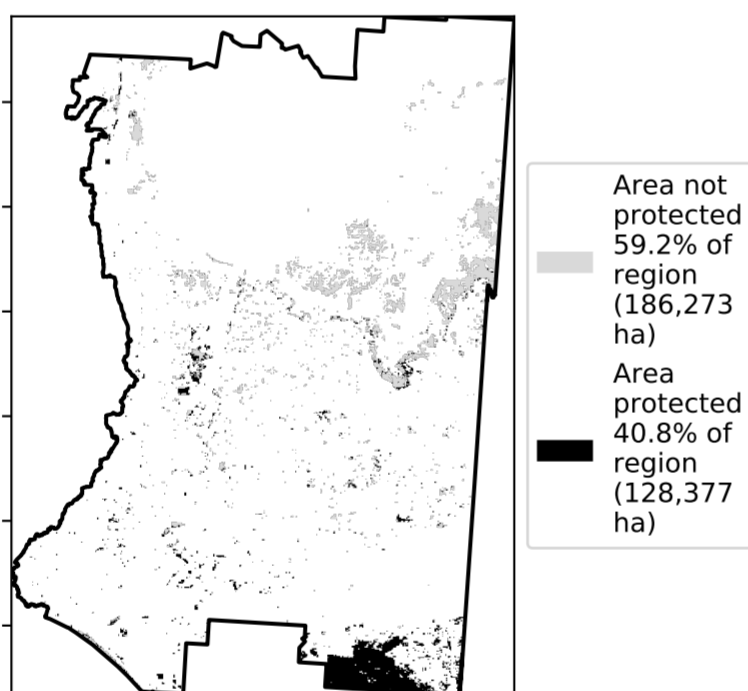 Area not
protected
59.2% of
region
(186,273
ha)
Area
protected
40.8% of
region
(128,377
ha)